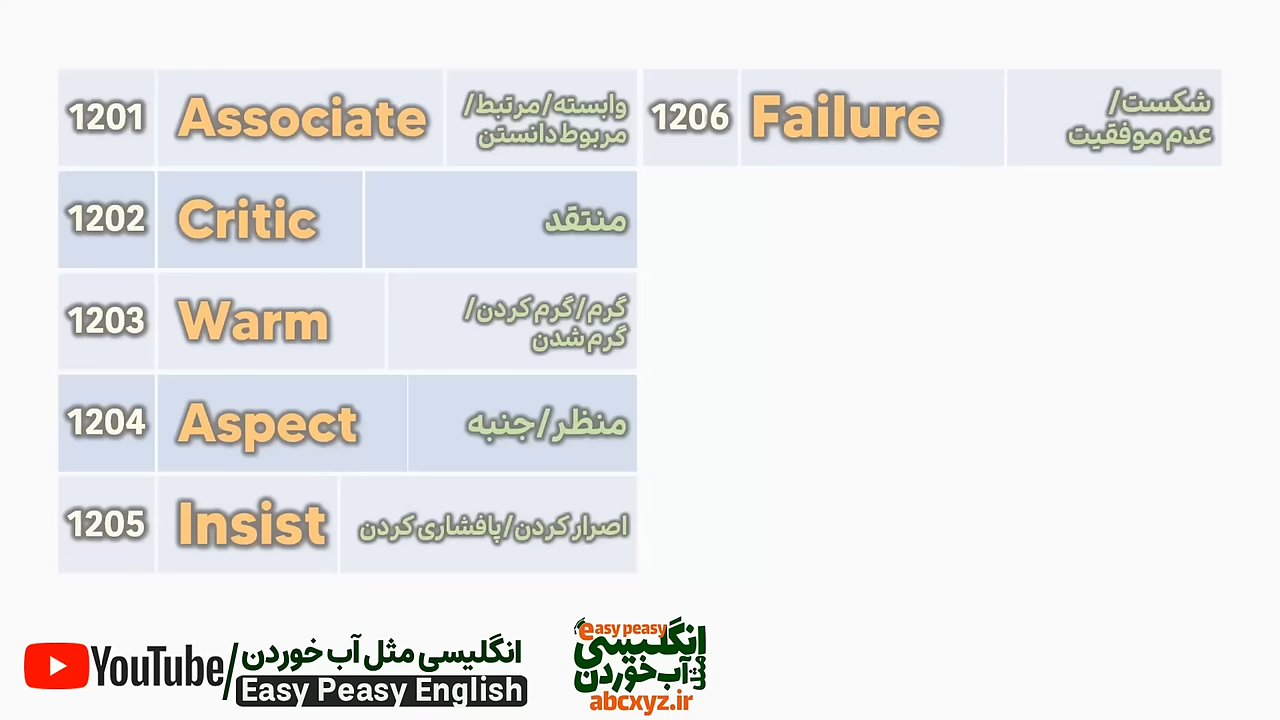 1201 Associate وابسته/مرتبط/
مربوط دانستن
1202 Critic منتقد
1203 Warm گرم/گرم کردن/
گرم شدن
1204 Aspect منظر/جنبه
1205 Insist اصرار کردن/پافشاری کردن
1206 Failure شکست/
عدم موفقیت
YouTube/انگلیسی مثل آب خوردن
Easy Peasy English
easy peasy
انگلیسی
مثل آب خوردن
abcxyz.ir